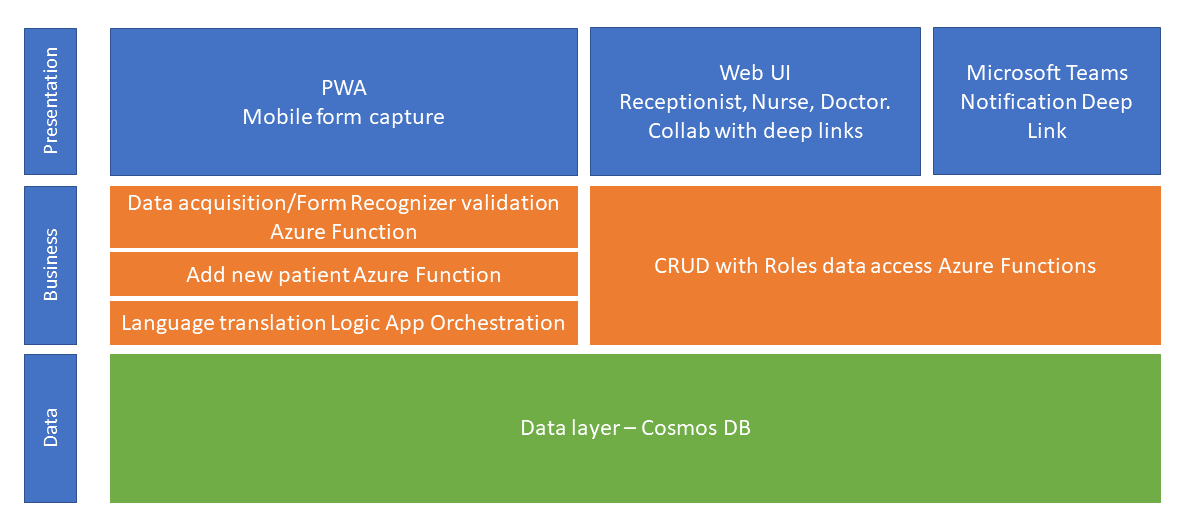 Presentation
PWA
Mobile form capture
Web UI
Receptionist, Nurse, Doctor.
Collab with deep links
Microsoft Teams
Notification Deep
Link
Business
Data acquisition/Form Recognizer validation
Azure Function
Add new patient Azure Function
Language translation Logic App Orchestration
CRUD with Roles data access Azure Functions
Data
Data layer – Cosmos DB